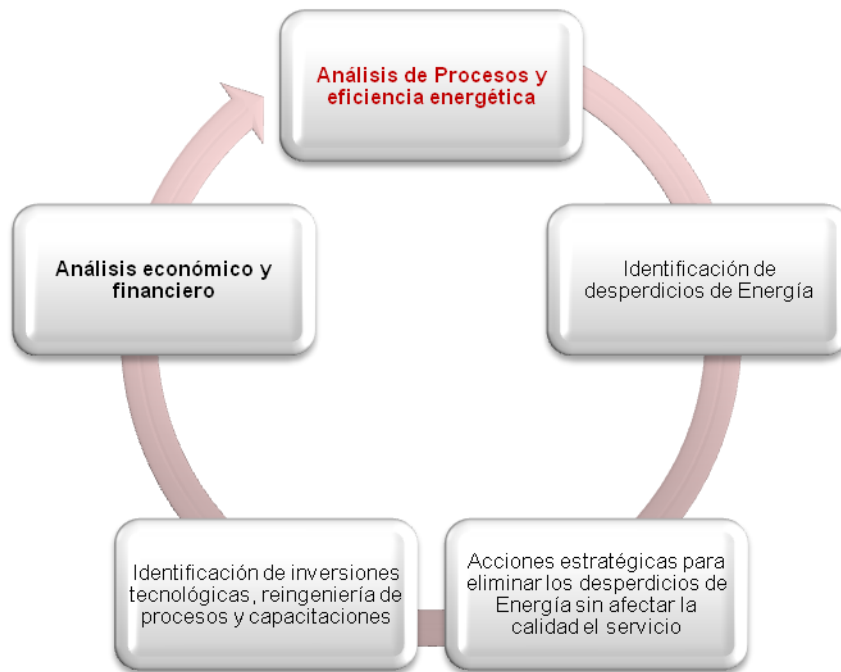 Análisis de Procesos y
eficiencia energética
Identificación de
desperdicios de Energía
Acciones estratégicas para
eliminar los desperdicios de
Energía sin afectar la
calidad el servicio
Identificación de inversiones
tecnológicas, reingeniería de
procesos y capacitaciones
Análisis económico y
financiero